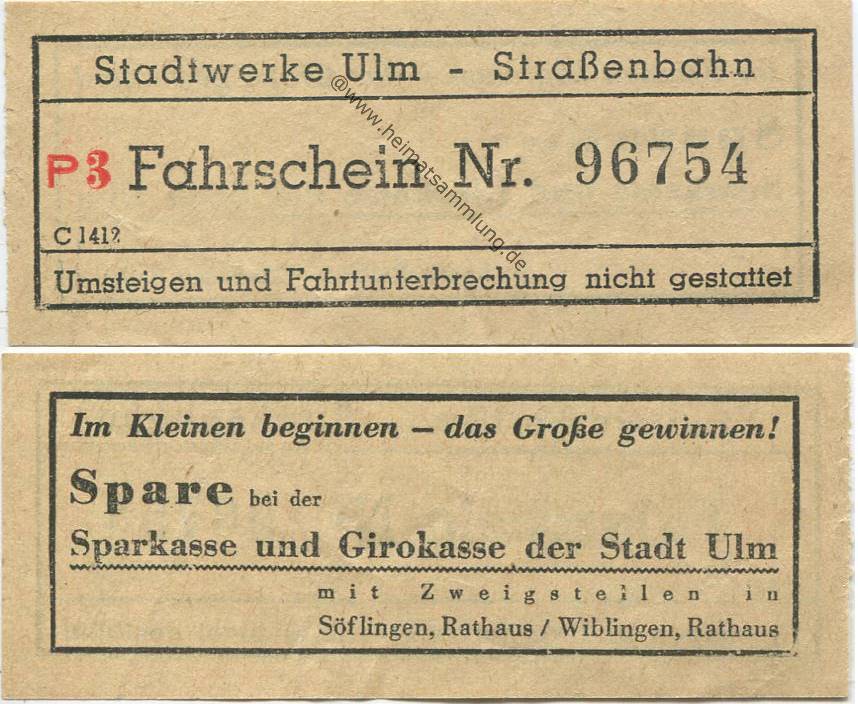 Stadtwerke Ulm - Straßenbahn
P3 Fahrschein Nr. 96754
C 1412
Umsteigen und Fahrtunterbrechung nicht gestattet
@www.heimatsammlung.de
Im Kleinen beginnen – das Große gewinnen!
Spare bei der
Sparkasse und Girokasse der Stadt Ulm
mit Zweigstellen in
Söflingen, Rathaus / Wiblingen, Rathaus